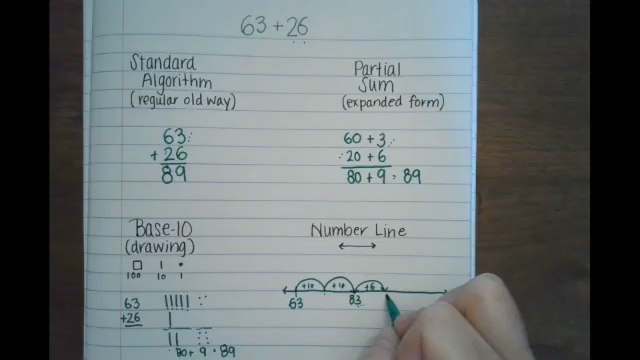 63 + 26
Standard
Algorithm
(regular old way)
63
+ 26
89
Partial
Sum
(expanded form)
60 + 3
20 + 6
80 + 9 = 89
Base-10
(drawing)
100 10 1
63
+26
80 + 9 = 89
Number Line
+10 +10 +6
63 83